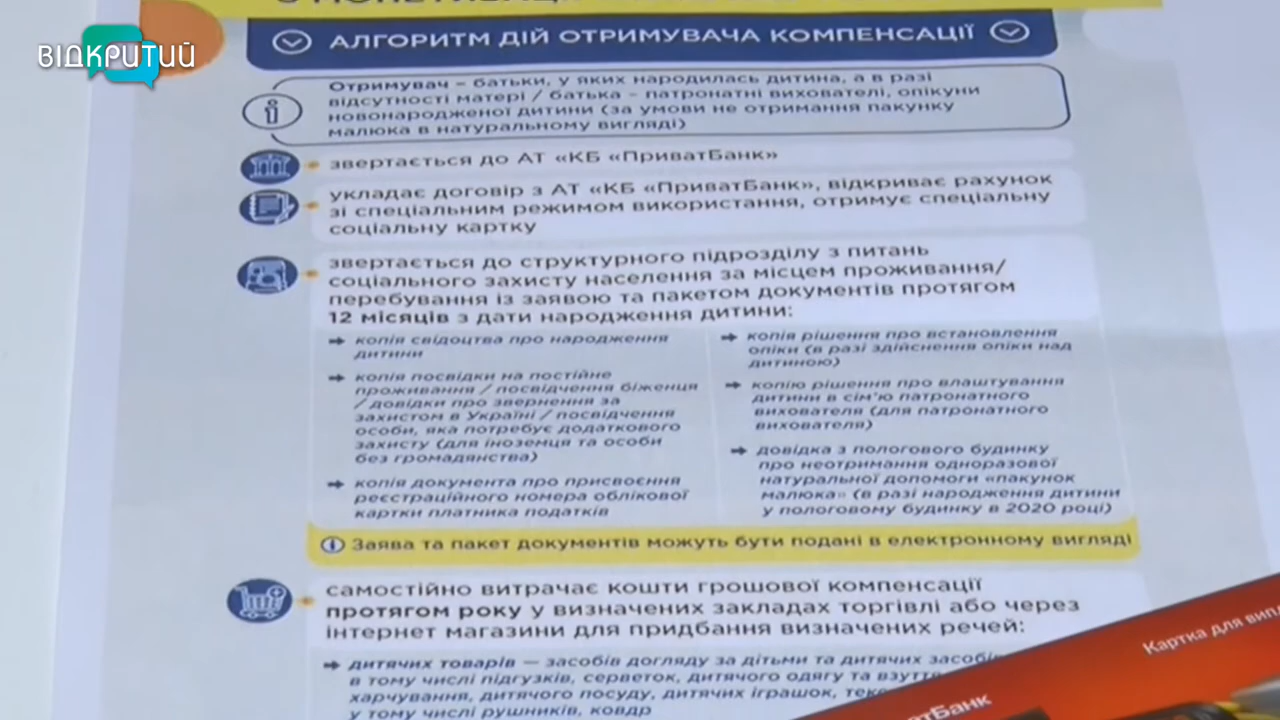 ВІДКРИТИЙ
АЛГОРИТМ ДІЙ ОТРИМУВАЧА КОМПЕНСАЦІЇ
Отримувач – батьки, у яких народилась дитина, а в разі
відсутності матері / батька – патронатні вихователі, опікуни
новонародженої дитини (за умови не отримання пакунку
малюка в натуральному вигляді)
звертається до АТ «КБ «ПриватБанк»
укладає договір з АТ «КБ «ПриватБанк», відкриває рахунок
зі спеціальним режимом використання, отримує спеціальну
соціальну картку
звертається до структурного підрозділу з питань
соціального захисту населення за місцем проживання/
перебування із заявою та пакетом документів протягом
12 місяців з дати народження дитини:
копія свідоцтва про народження
дитини
копія посвідки на постійне
проживання / посвідчення біженця
/ довідки про звернення за
захистом в Україні / посвідчення
особи, яка потребує додаткового
захисту (для іноземця та особи
без громадянства)
копія документа про присвоєння
реєстраційного номера облікової
картки платника податків
копія рішення про встановлення
опіки (в разі здійснення опіки над
дитиною)
копію рішення про влаштування
дитини в сім'ю патронатного
вихователя (для патронатного
вихователя)
довідка з пологового будинку
про неотримання одноразової
натуральної допомоги «пакунок
малюка» (в разі народження дитини
у пологовому будинку в 2020 році)
Заява та пакет документів можуть бути подані в електронному вигляді
самостійно витрачає кошти грошової компенсації
протягом року у визначених закладах торгівлі або через
інтернет магазини для придбання визначених речей:
дитячих товарів — засобів догляду за дітьми та дитячих
в тому числі підгузків, серветок, дитячого одягу та
харчування, дитячого посуду, дитячих іграшок,
у тому числі рушників, ковдр
Картка для